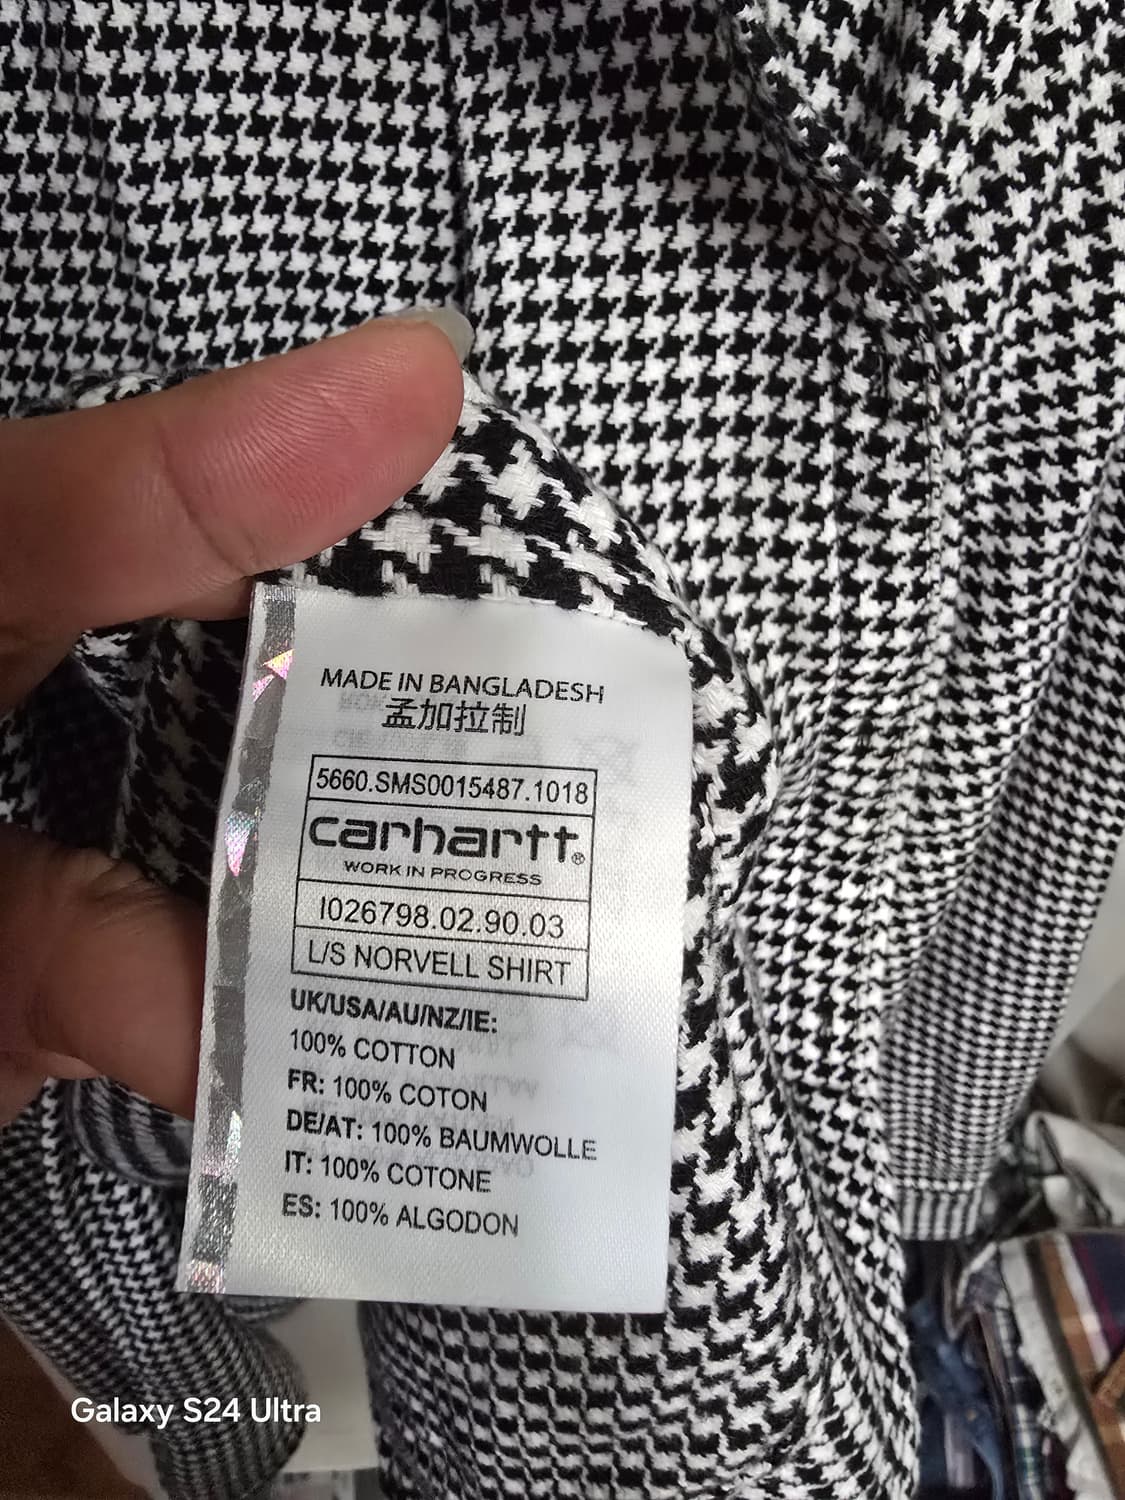 MADE IN BANGLADESH
孟加拉制
5660.SMS0015487.1018
carhartt®
WORK IN PROGRESS
I026798.02.90.03
L/S NORVELL SHIRT
UK/USA/AU/NZ/IE:
100% COTTON
FR: 100% COTON
DE/AT: 100% BAUMWOLLE
IT: 100% COTONE
ES: 100% ALGODON
Galaxy S24 Ultra